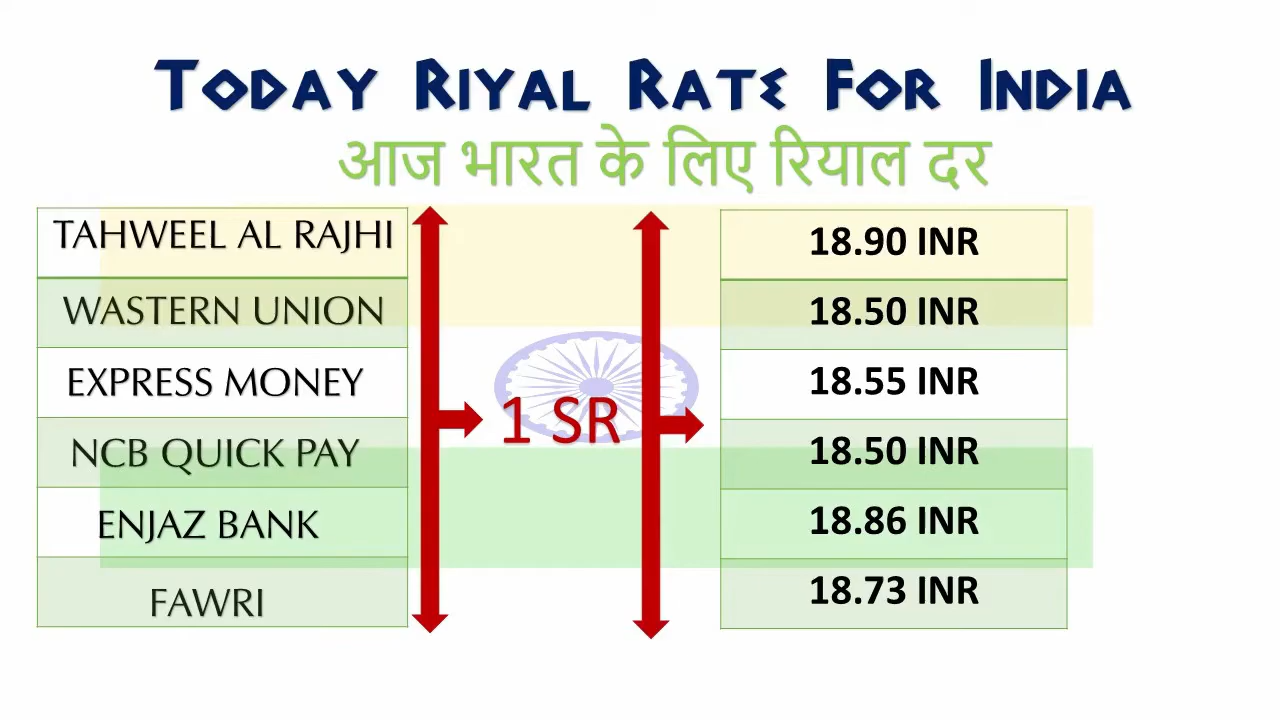 Today Riyal Rate For India
आज भारत के लिए रियाल दर
TAHWEEL AL RAJHI 18.90 INR
WASTERN UNION 18.50 INR
EXPRESS MONEY 18.55 INR
1 SR
NCB QUICK PAY 18.50 INR
ENJAZ BANK 18.86 INR
FAWRI 18.73 INR